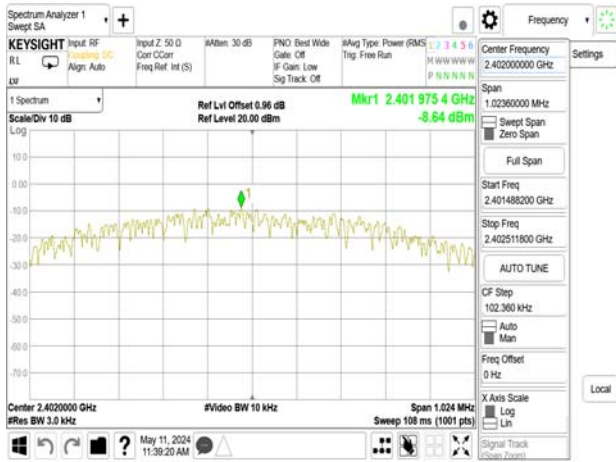 Spectrum Analyzer 1
Swept SA
+
Frequency
KEYSIGHT
RL
Input: RF
Coupling: DC
Align: Auto
Input Z: 50 Ω
Corr CCorr
Freq Ref: Int (S)
#Atten: 30 dB
PNO: Best Wide
Gate: Off
IF Gain: Low
Sig Track: Off
#Avg Type: Power (RMS
Trig: Free Run
1 2 3 4 5 6
M W W W W W
P N N N N N
1 Spectrum
Scale/Div 10 dB
Log
Ref Lvl Offset 0.96 dB
Ref Level 20.00 dBm
Mkr1 2.401 975 4 GHz
-8.64 dBm
10.0
0.00
-10.0
-20.0
-30.0
-40.0
-50.0
-60.0
-70.0
1
Center 2.4020000 GHz
#Res BW 3.0 kHz
#Video BW 10 kHz
Span 1.024 MHz
Sweep 108 ms (1001 pts)
Center Frequency
2.402000000 GHz
Settings
Span
1.02360000 MHz
Swept Span
Zero Span
Full Span
Start Freq
2.401488200 GHz
Stop Freq
2.402511800 GHz
AUTO TUNE
CF Step
102.360 kHz
Auto
Man
Freq Offset
0 Hz
X Axis Scale
Log
Lin
Local
Signal Track
(Span Zoom)
?
May 11, 2024
11:39:20 AM